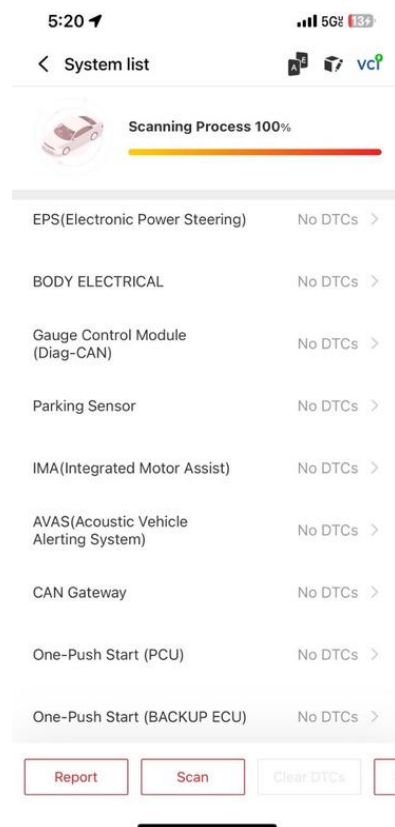 5:20
5G 13
System list
A
VCI
Scanning Process 100%
EPS(Electronic Power Steering) No DTCs
BODY ELECTRICAL No DTCs
Gauge Control Module
(Diag-CAN) No DTCs
Parking Sensor No DTCs
IMA(Integrated Motor Assist) No DTCs
AVAS(Acoustic Vehicle
Alerting System) No DTCs
CAN Gateway No DTCs
One-Push Start (PCU) No DTCs
One-Push Start (BACKUP ECU) No DTCs
Report Scan Clear DTCs